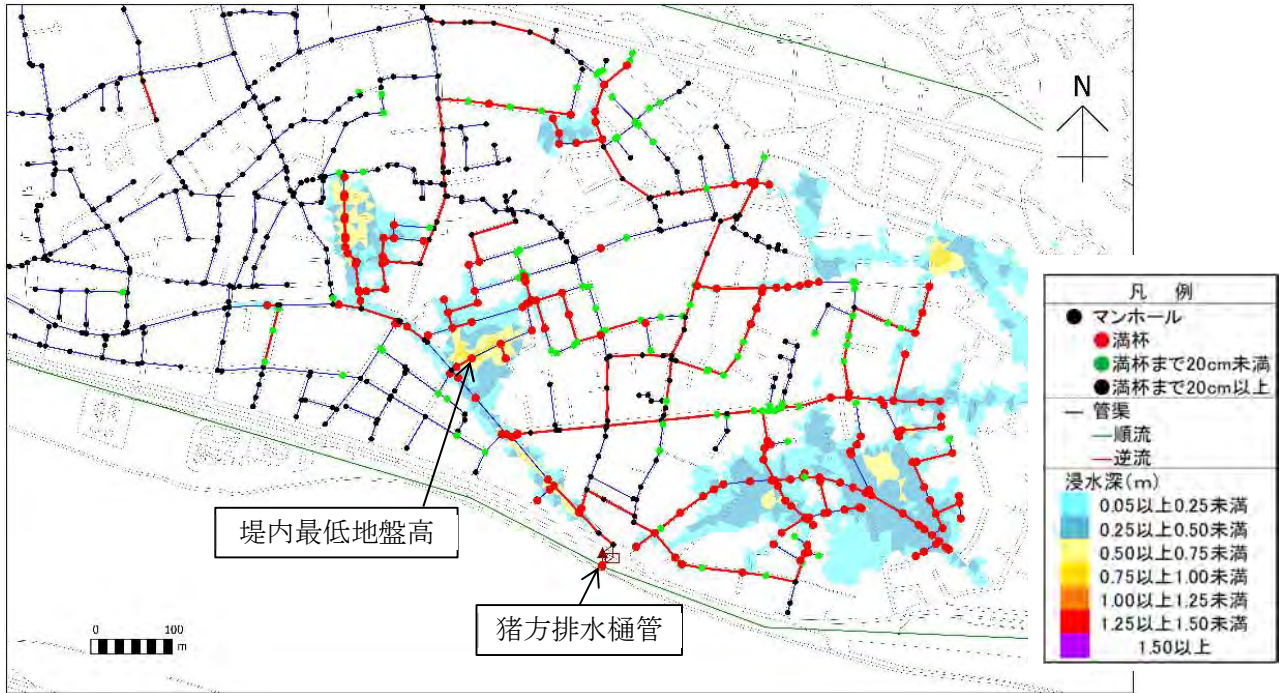 N
凡 例
マンホール
満杯
満杯まで20cm未満
満杯まで20cm以上
管渠
順流
逆流
浸水深(m)
0.05以上0.25未満
0.25以上0.50未満
0.50以上0.75未満
0.75以上1.00未満
1.00以上1.25未満
1.25以上1.50未満
1.50以上
堤内最低地盤高
猪方排水樋管
0 100
m